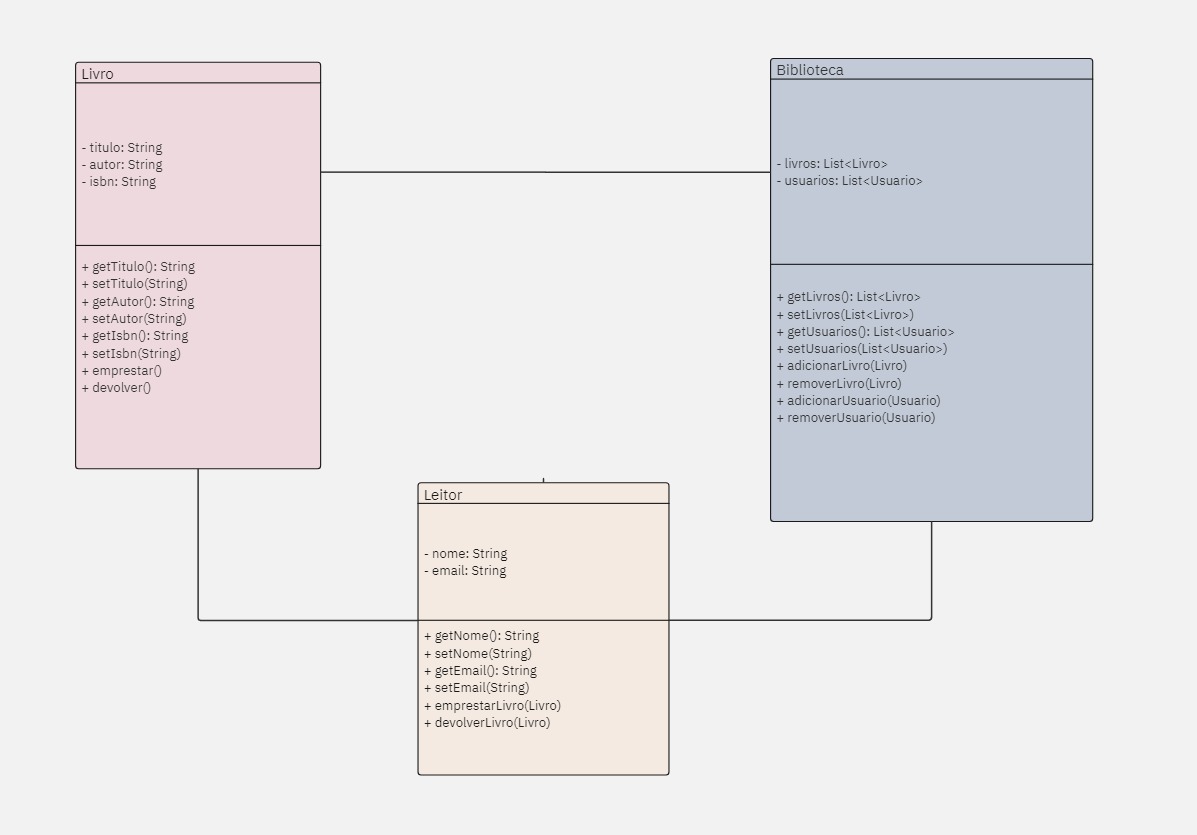 Livro
- titulo: String
- autor: String
- isbn: String
+ getTitulo(): String
+ setTitulo(String)
+ getAutor(): String
+ setAutor(String)
+ getIsbn(): String
+ setIsbn(String)
+ emprestar()
+ devolver()
Biblioteca
- livros: List<Livro>
- usuarios: List<Usuario>
+ getLivros(): List<Livro>
+ setLivros(List<Livro>)
+ getUsuarios(): List<Usuario>
+ setUsuarios(List<Usuario>)
+ adicionarLivro(Livro)
+ removerLivro(Livro)
+ adicionarUsuario(Usuario)
+ removerUsuario(Usuario)
Leitor
- nome: String
- email: String
+ getNome(): String
+ setNome(String)
+ getEmail(): String
+ setEmail(String)
+ emprestarLivro(Livro)
+ devolverLivro(Livro)